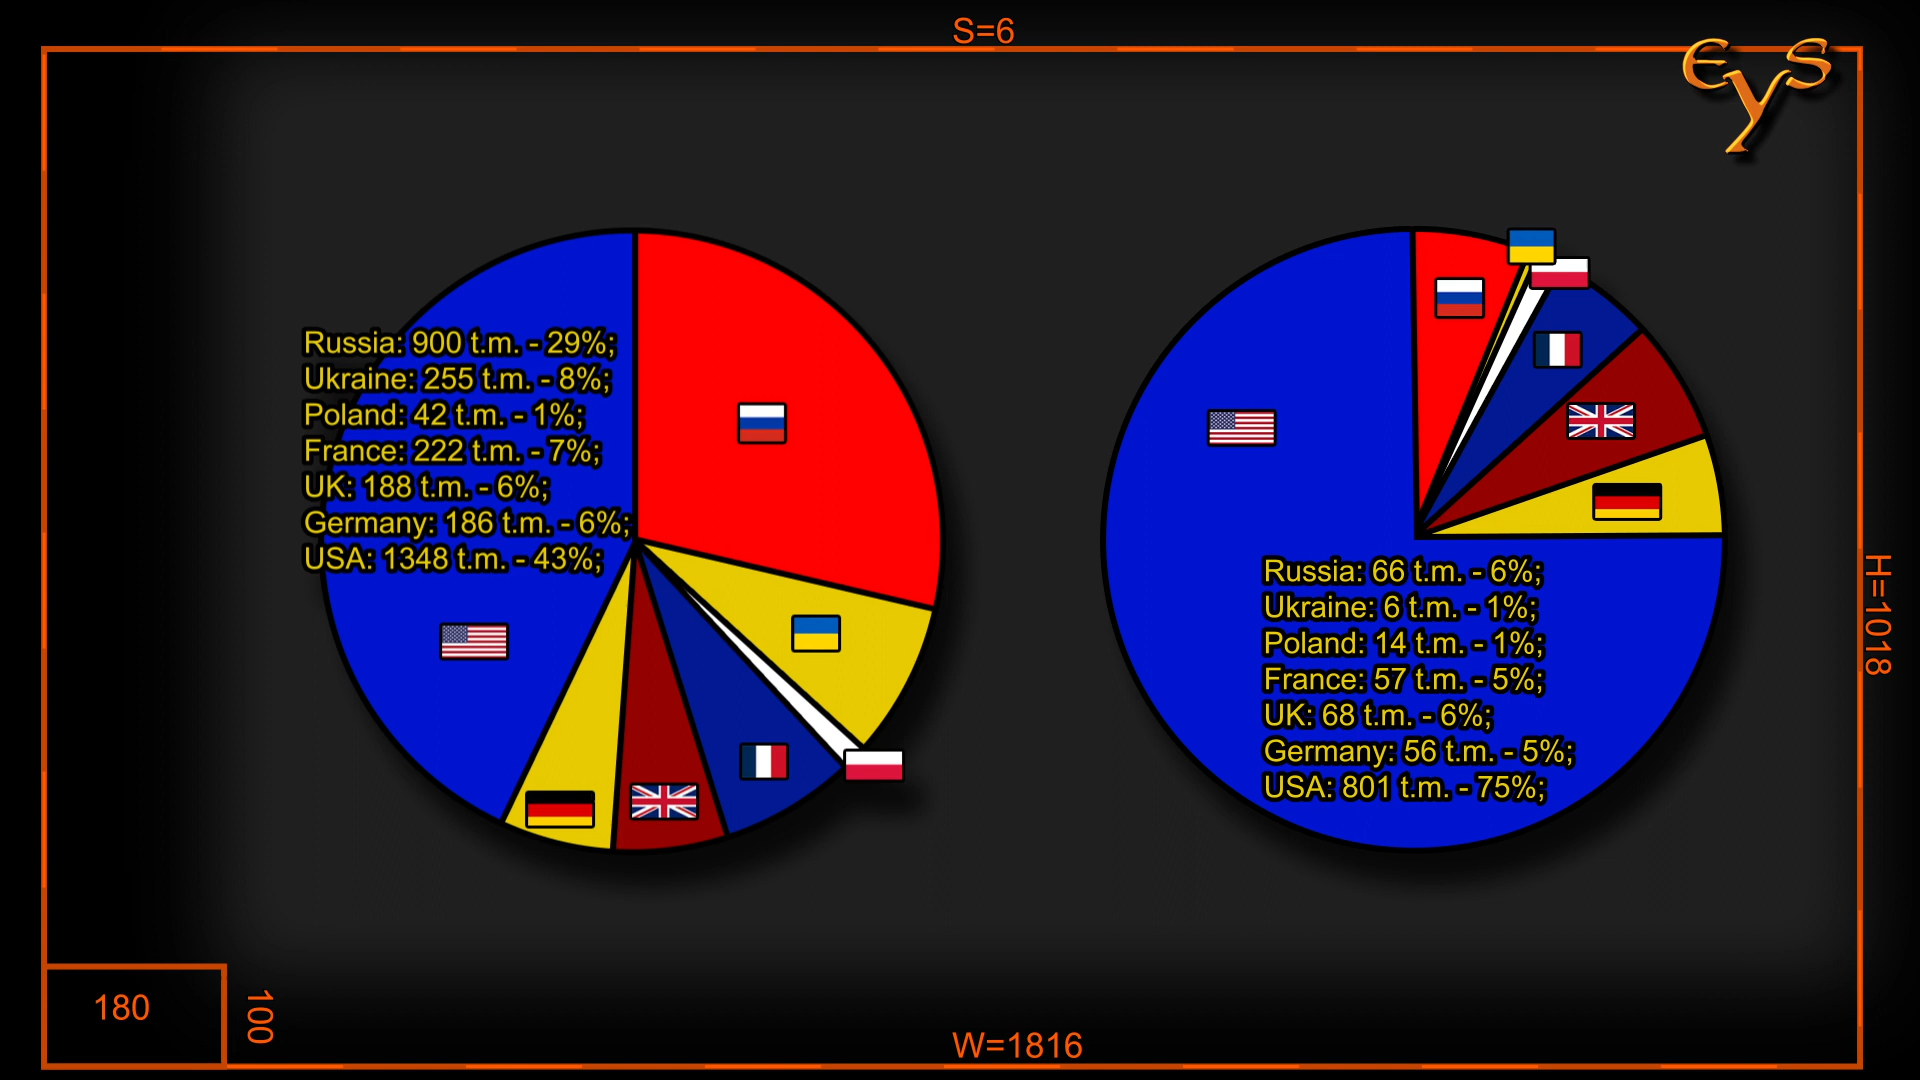 S=6
eys
Russia: 900 t.m. - 29%;
Ukraine: 255 t.m. - 8%;
Poland: 42 t.m. - 1%;
France: 222 t.m. - 7%;
UK: 188 t.m. - 6%;
Germany: 186 t.m. - 6%;
USA: 1348 t.m. - 43%;
Russia: 66 t.m. - 6%;
Ukraine: 6 t.m. - 1%;
Poland: 14 t.m. - 1%;
France: 57 t.m. - 5%;
UK: 68 t.m. - 6%;
Germany: 56 t.m. - 5%;
USA: 801 t.m. - 75%;
H=1018
180
100
W=1816